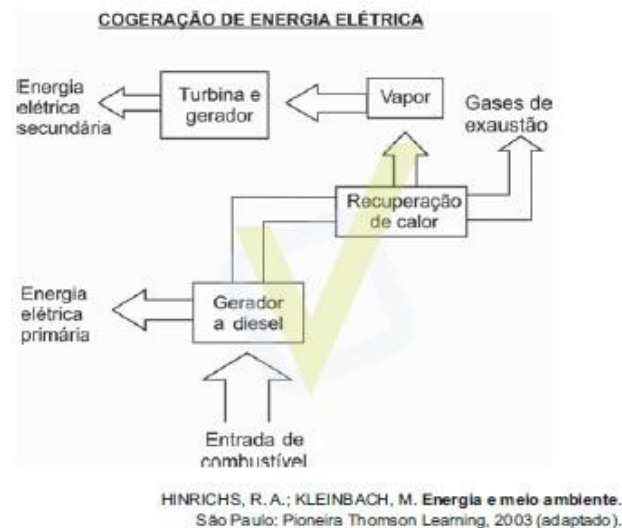 COGERAÇÃO DE ENERGIA ELÉTRICA
Energia
elétrica
secundária
Turbina e
gerador
Vapor
Gases de
exaustão
Recuperação
de calor
Energia
elétrica
primária
Gerador
a diesel
Entrada de
combustível
HINRICHS, R. A.; KLEINBACH, M. Energia e meio ambiente.
São Paulo: Pioneira Thomson Learning, 2003 (adaptado).